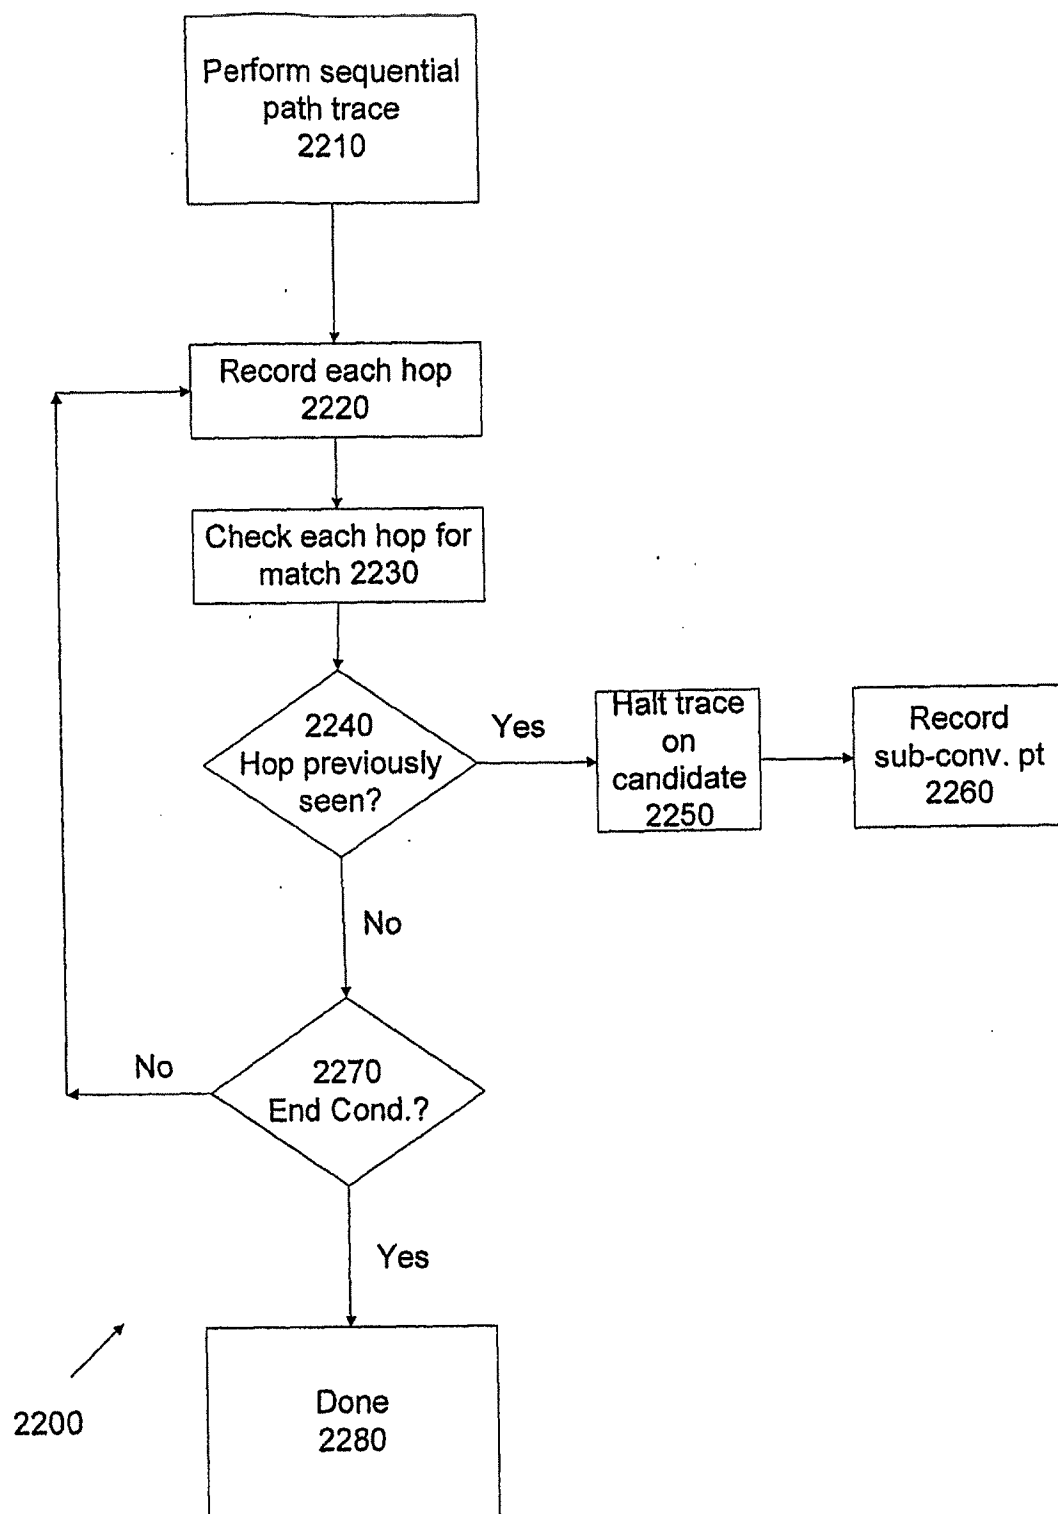 Perform sequential
path trace
2210
Record each hop
2220
Check each hop for
match 2230
2240
Hop previously
seen?
Yes
Halt trace
on
candidate
2250
Record
sub-conv. pt
2260
No
2270
End Cond.?
No
Yes
Done
2280
2200